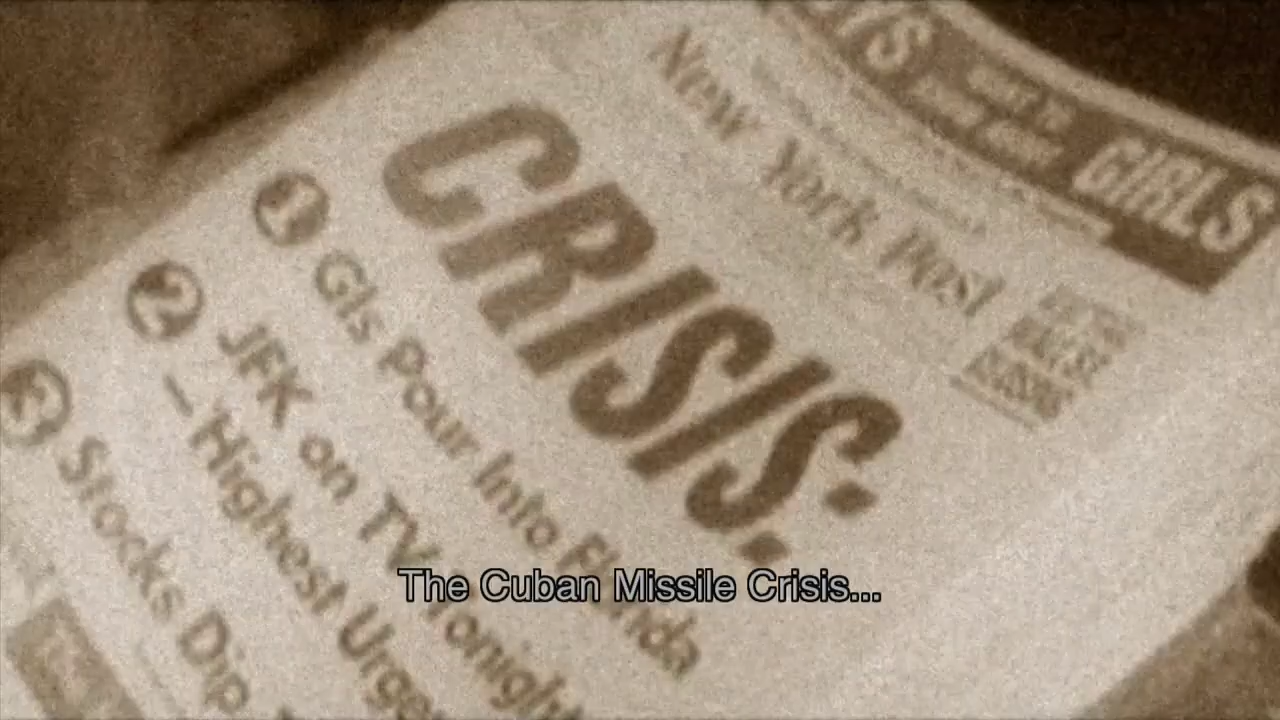 GIRLS
New York Post
CRISIS:
1 GIs Pour Into Florida
2 JFK on TV Tonight
—Highest Urge
3 Stocks Dip
The Cuban Missile Crisis...